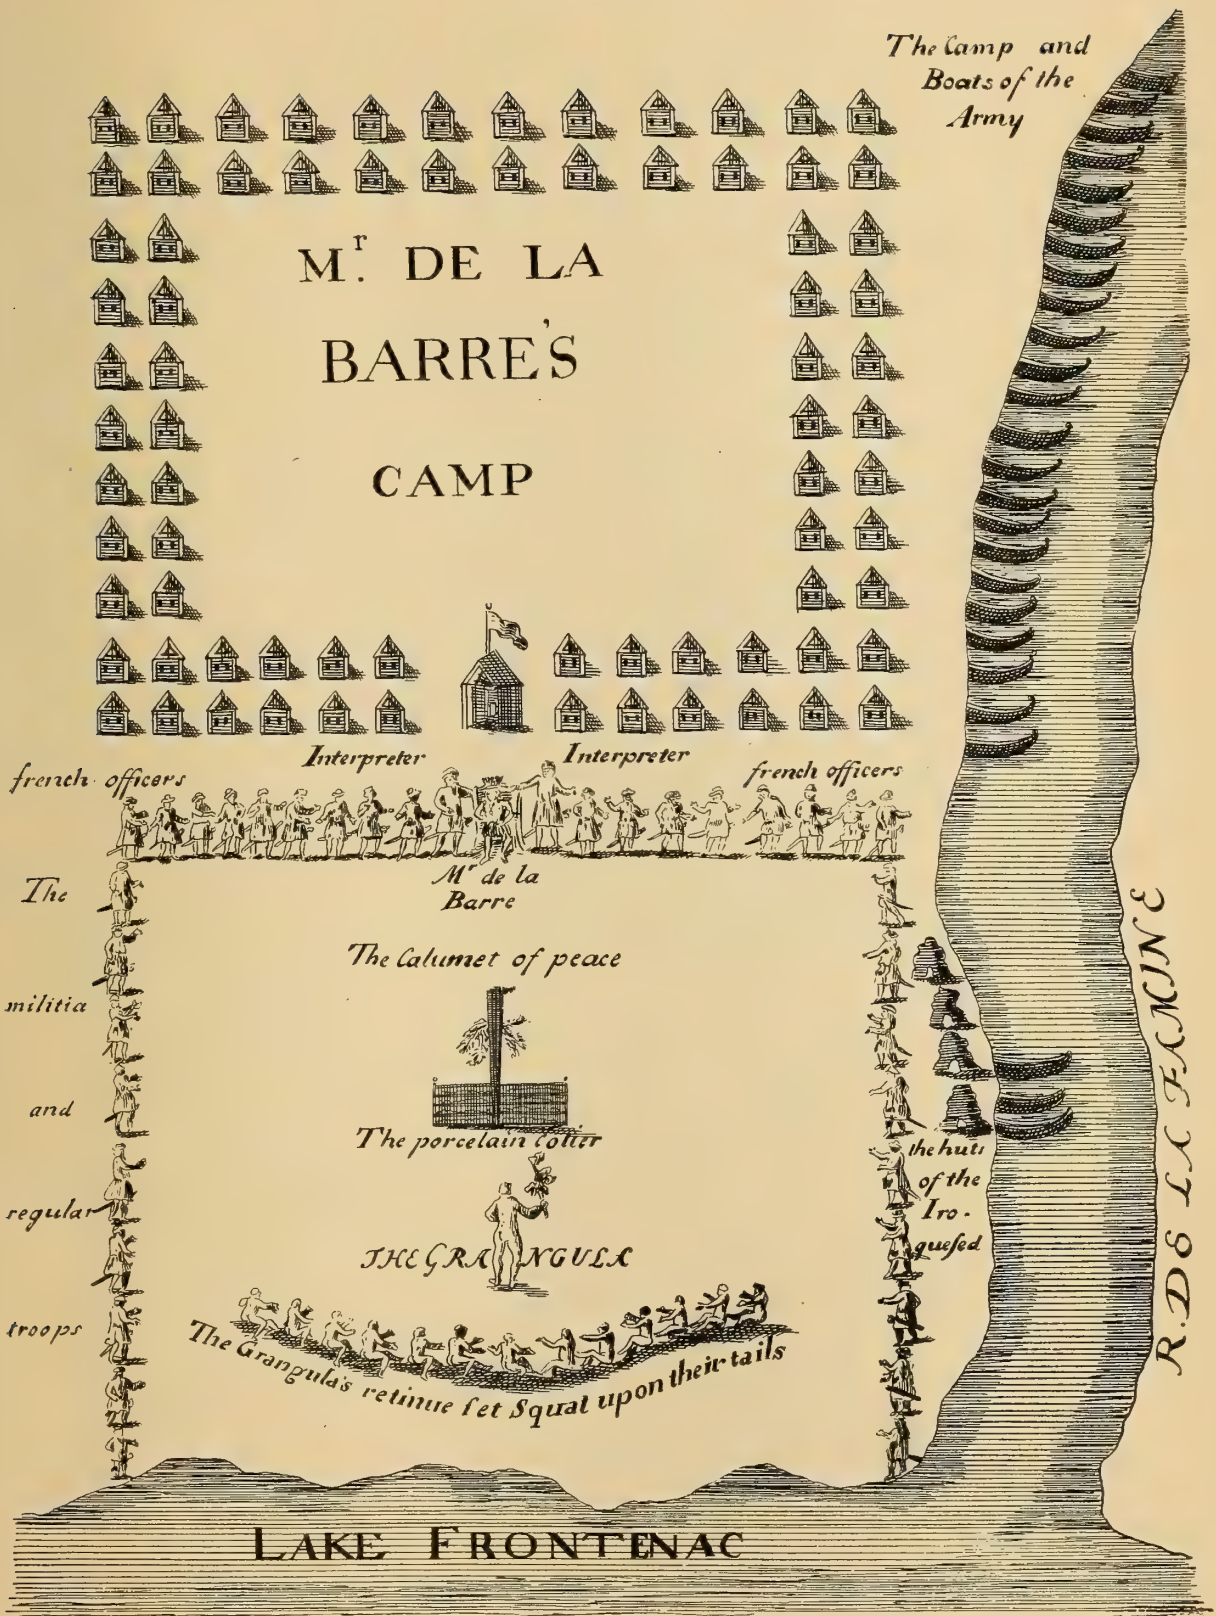 The Camp and
Boats of the
Army
Mr. DE LA
BARRE'S
CAMP
Interpreter
Interpreter
french officers
french officers
Mr de la
Barre
The
militia
and
regular
troops
The Calumet of peace
The porcelain Colier
THE GRANGULA
The Grangula's retinue set Squat upon their tails
the huts
of the
Iro-
quesed
R. DE LA FAMINE
LAKE FRONTENAC